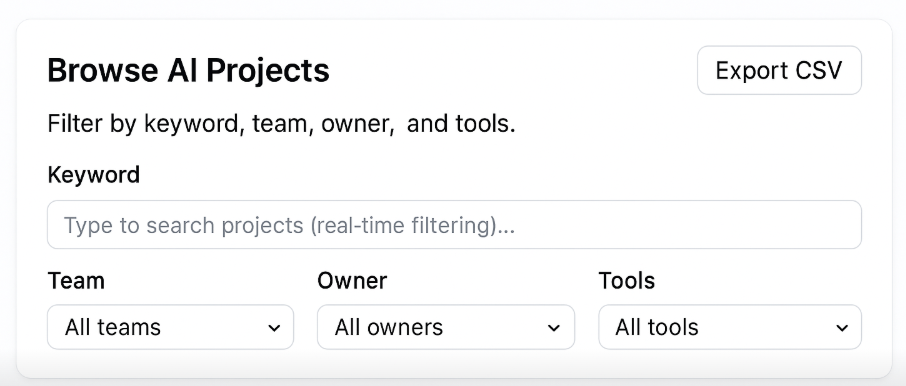 Browse AI Projects
Export CSV
Filter by keyword, team, owner,  and tools.
Keyword
Type to search projects (real-time filtering)...
Team
Owner
Tools
All teams
All owners
All tools